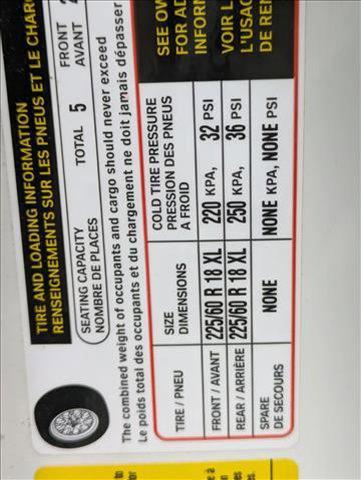 TIRE AND LOADING INFORMATION
RENSEIGNEMENTS SUR LES PNEUS ET LE CHAR
SEATING CAPACITY
NOMBRE DE PLACES
TOTAL 5
FRONT
AVANT
The combined weight of occupants and cargo should never exceed
Le poids total des occupants et du chargement ne doit jamais dépasser
TIRE / PNEU
SIZE
DIMENSIONS
COLD TIRE PRESSURE
PRESSION DES PNEUS
A FROID
FRONT / AVANT 225/60 R 18 XL 220 KPA, 32 PSI
REAR / ARRIÈRE 225/60 R 18 XL 250 KPA, 36 PSI
SPARE
DE SECOURS
NONE
NONE KPA, NONE PSI
SEE OW
FOR AD
INFORM
VOIR L
L'USAG
DE REN